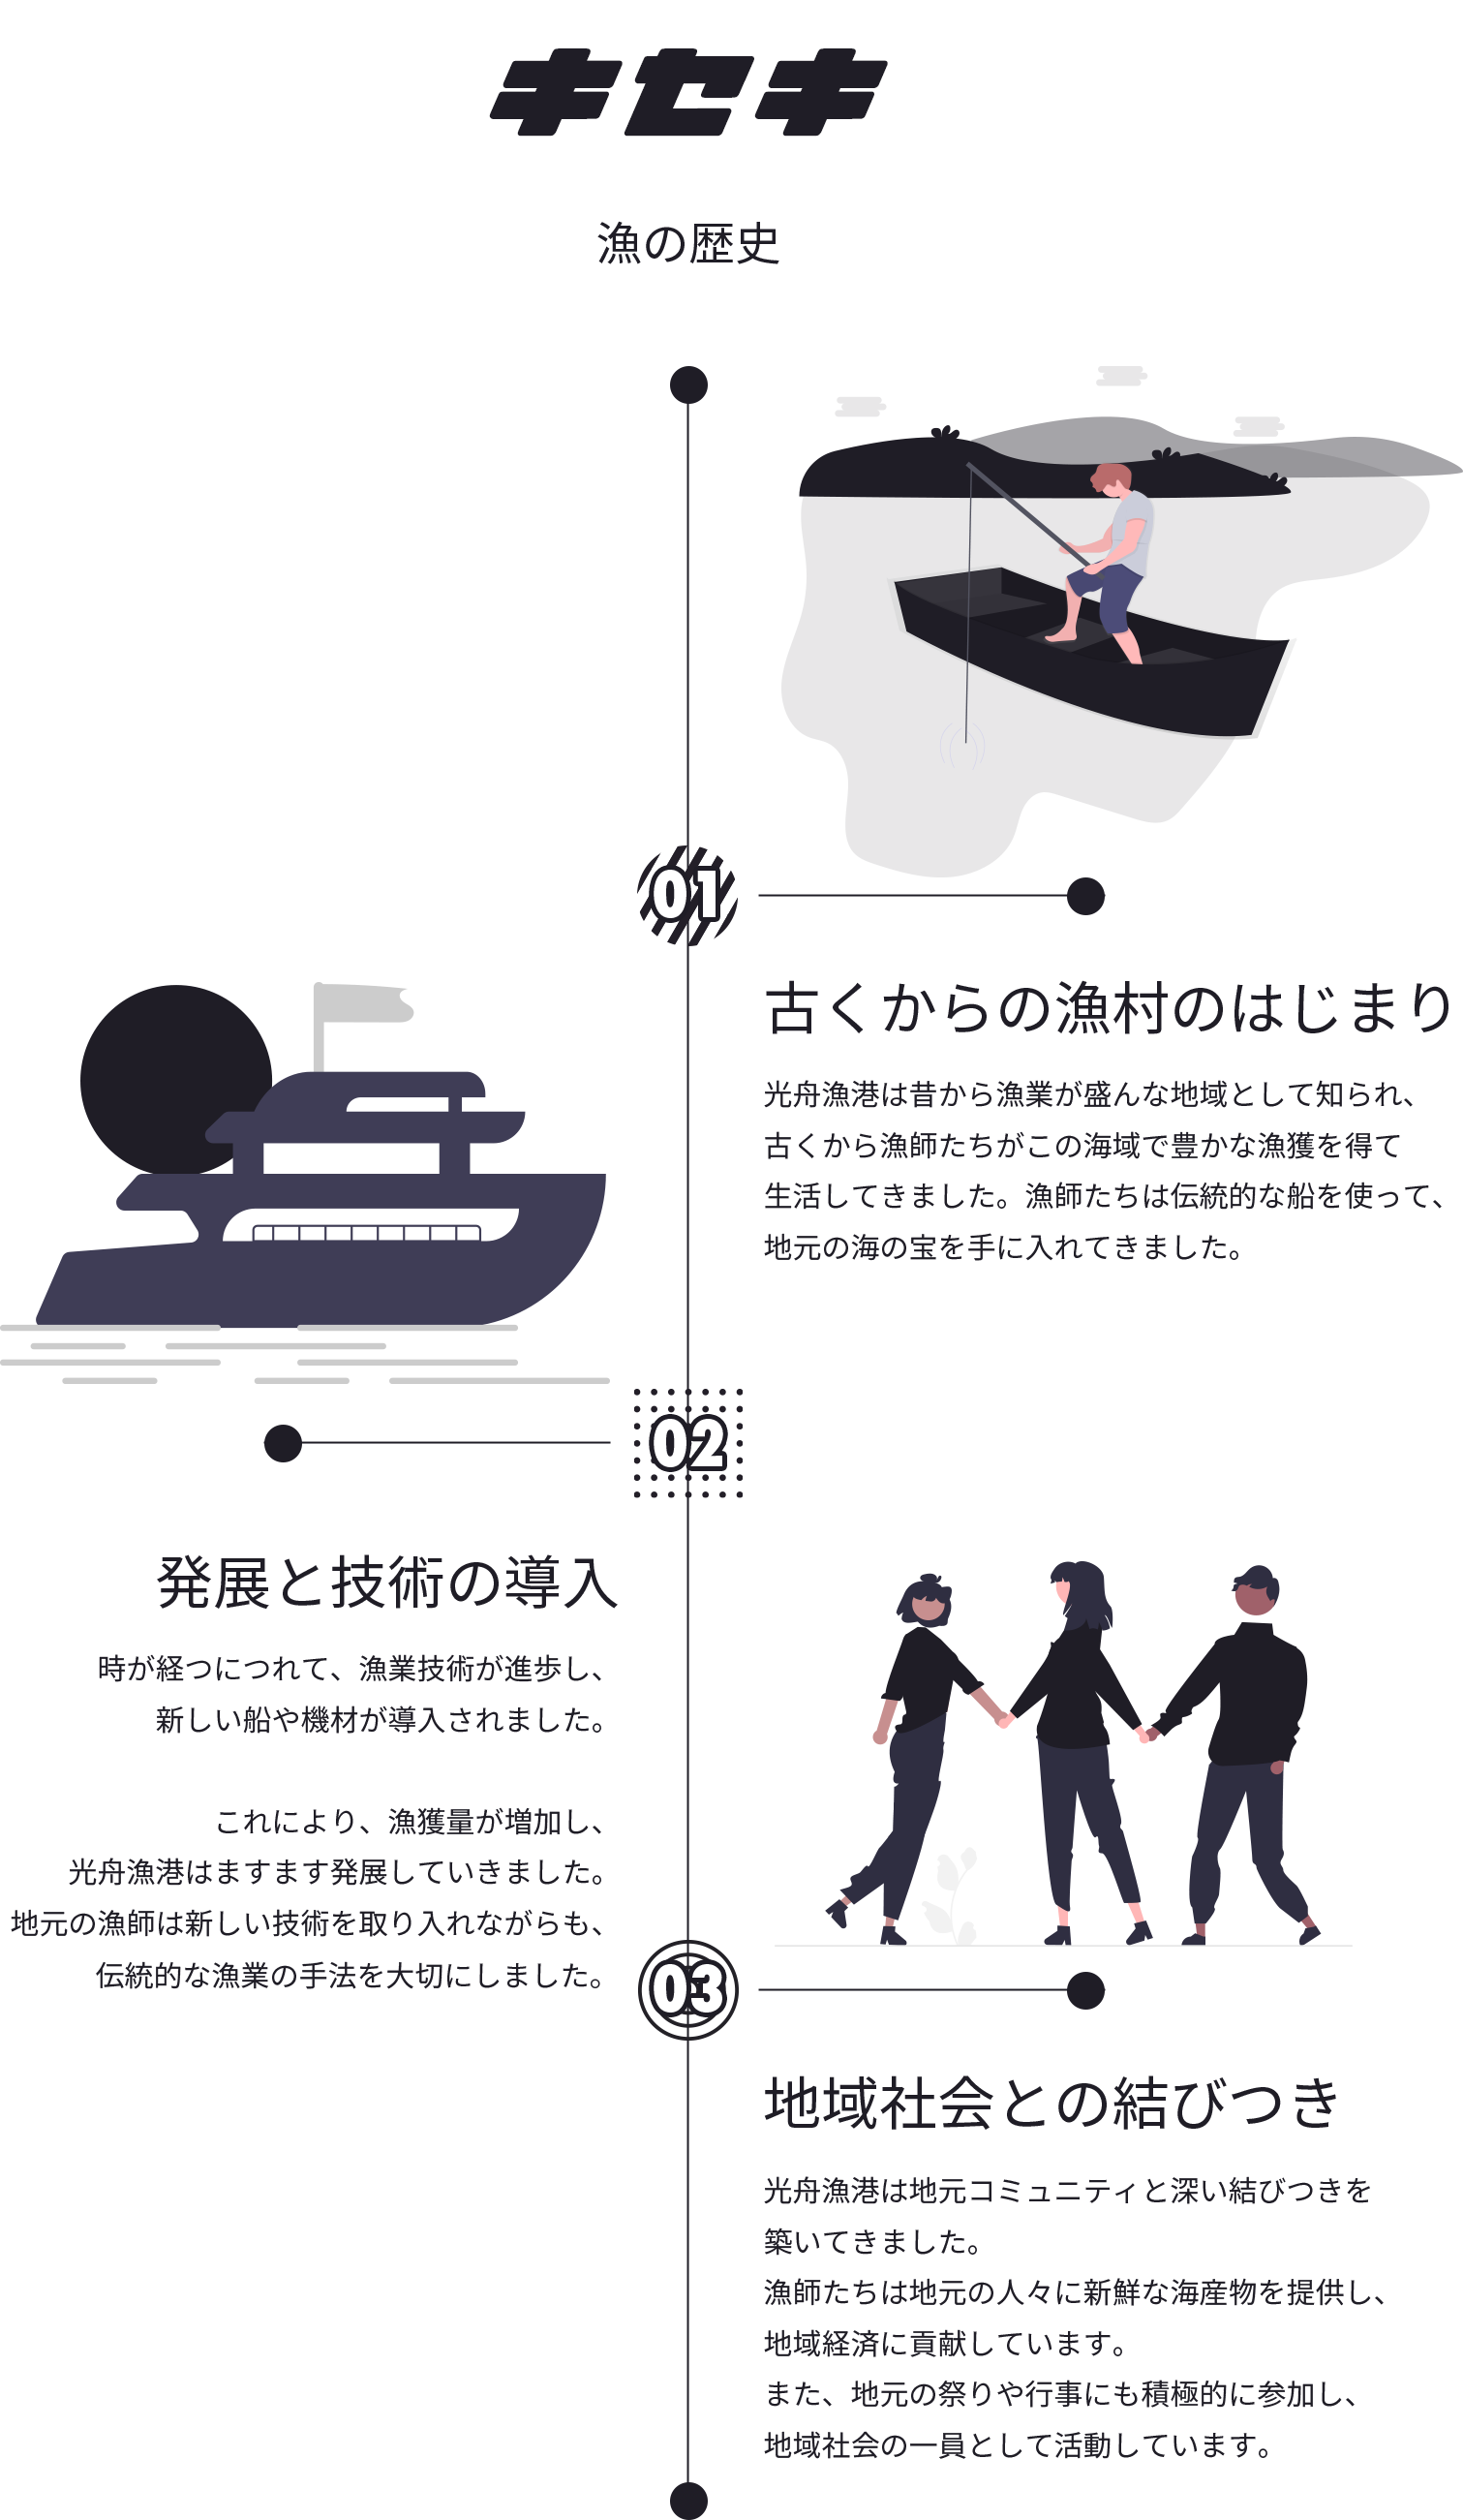 キセキ
漁の歴史
01
古くからの漁村のはじまり
光舟漁港は昔から漁業が盛んな地域として知られ、
古くから漁師たちがこの海域で豊かな漁獲を得て
生活してきました。漁師たちは伝統的な船を使って、
地元の海の宝を手に入れてきました。
02
発展と技術の導入
時が経つにつれて、漁業技術が進歩し、
新しい船や機材が導入されました。
これにより、漁獲量が増加し、
光舟漁港はますます発展していきました。
地元の漁師は新しい技術を取り入れながらも、
伝統的な漁業の手法を大切にしました。
03
地域社会との結びつき
光舟漁港は地元コミュニティと深い結びつきを
築いてきました。
漁師たちは地元の人々に新鮮な海産物を提供し、
地域経済に貢献しています。
また、地元の祭りや行事にも積極的に参加し、
地域社会の一員として活動しています。